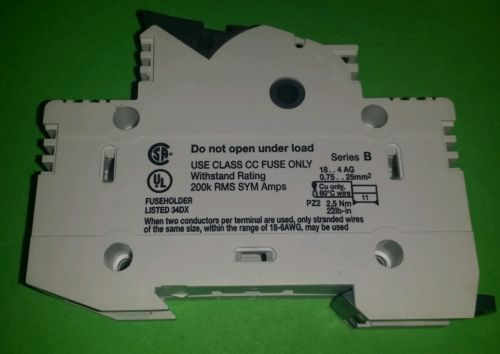 Do not open under load
SA
USE CLASS CC FUSE ONLY
Series B
Withstand Rating
18 . . 4 AG
200k RMS SYM Amps
0.75 . . 25mm²
UL
Cu only,
60°C wire
11
FUSEHOLDER
LISTED 34DX
PZ2 2,5 Nm
22lb-in
When two conductors per terminal are used, only stranded wires
of the same size, within the range of 18-6AWG, may be used